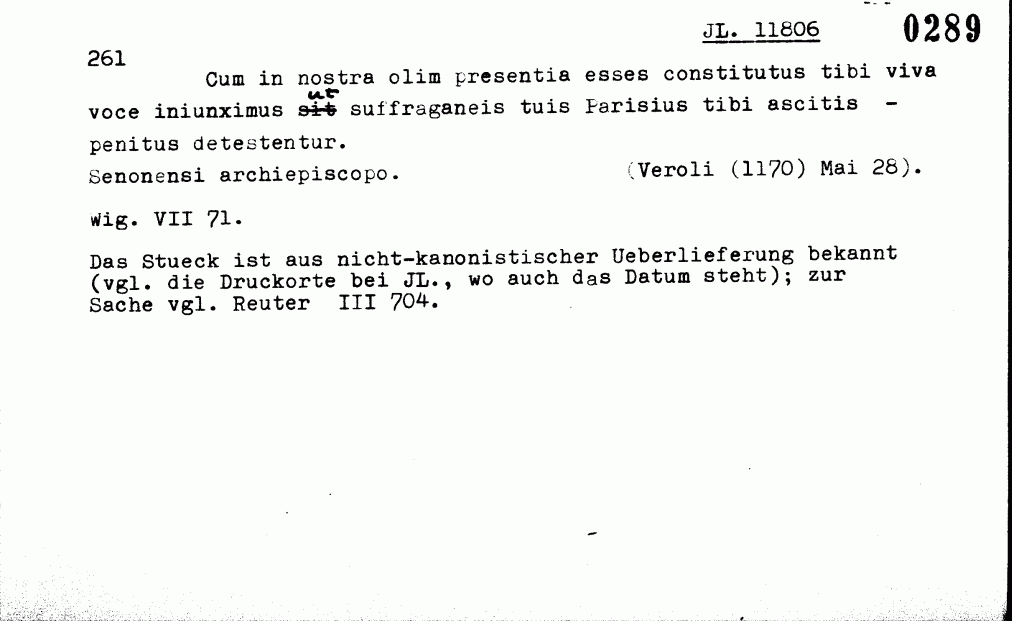 JL. 11806 0289
261
Cum in nostra olim presentia esses constitutus tibi viva
voce iniunximus ut suffraganeis tuis Parisius tibi ascitis -
penitus detestentur.
Senonensi archiepiscopo. (Veroli (1170) Mai 28).
Wig. VII 71.
Das Stueck ist aus nicht-kanonistischer Ueberlieferung bekannt
(vgl. die Druckorte bei JL., wo auch das Datum steht); zur
Sache vgl. Reuter III 704.